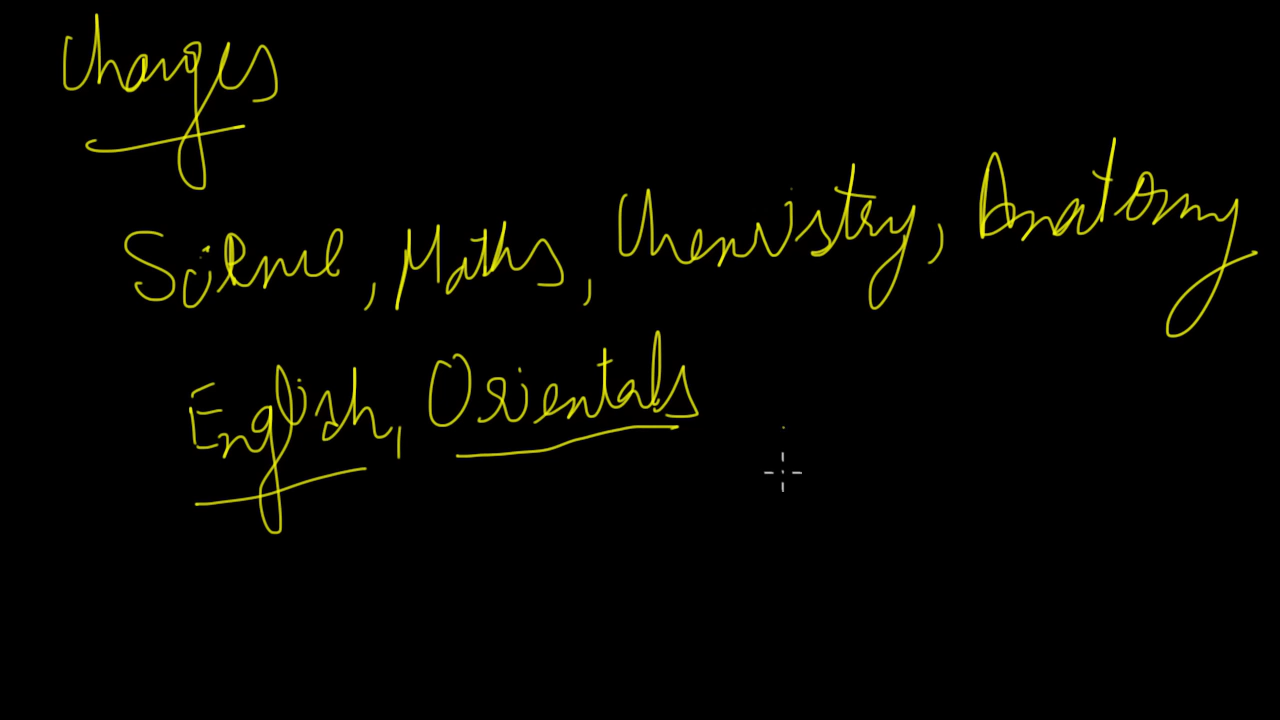 Changes
Science, Maths, Chemistry, Anatomy
English, Orientals